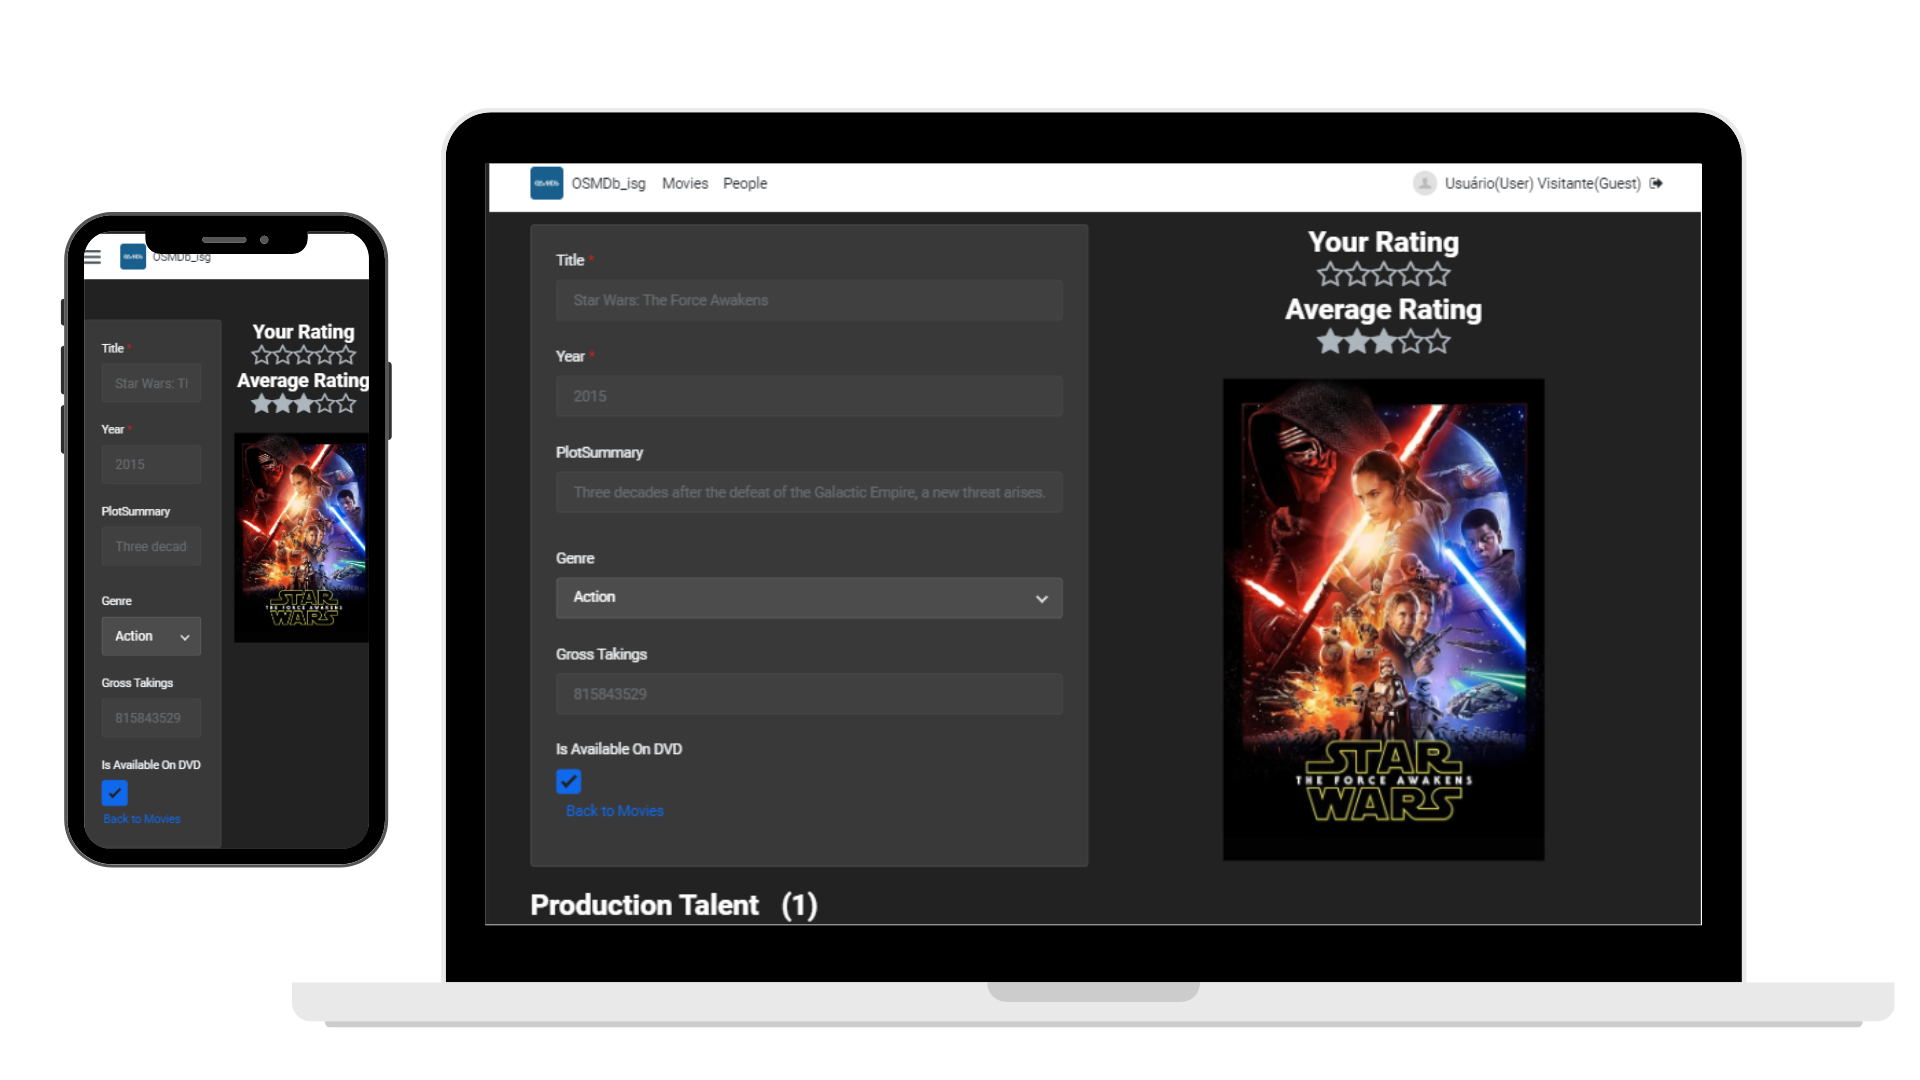 OSMDb_isg
Title *
Star Wars: Tl
Year *
2015
PlotSummary
Three decad
Genre
Action
Gross Takings
815843529
Is Available On DVD
Back to Movies
Your Rating
Average Rating
STAR
THE FORCE AWAKENS
WARS
OSMDb OSMDb_isg Movies People Usuário(User) Visitante(Guest)
Title *
Star Wars: The Force Awakens
Year *
2015
PlotSummary
Three decades after the defeat of the Galactic Empire, a new threat arises.
Genre
Action
Gross Takings
815843529
Is Available On DVD
Back to Movies
Production Talent (1)
Your Rating
Average Rating
STAR
THE FORCE AWAKENS
WARS